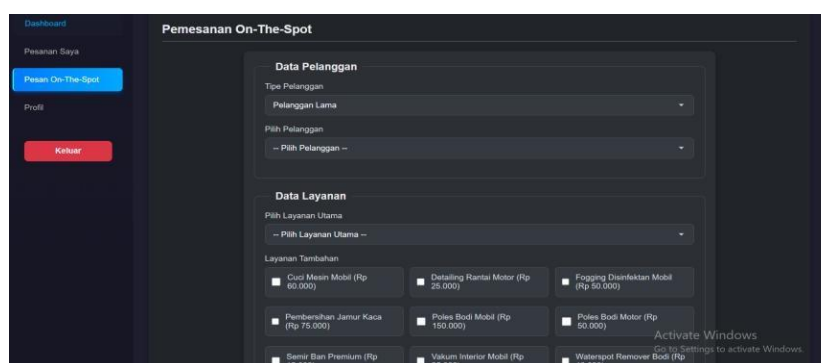 Dashboard
Pesanan Saya
Pesan On-The-Spot
Profil
Keluar
Pemesanan On-The-Spot
Data Pelanggan
Tipe Pelanggan
Pelanggan Lama
Pilih Pelanggan
-- Pilih Pelanggan --
Data Layanan
Pilih Layanan Utama
-- Pilih Layanan Utama --
Layanan Tambahan
Cuci Mesin Mobil (Rp
60.000)
Detailing Rantai Motor (Rp
25.000)
Fogging Disinfektan Mobil
(Rp 50.000)
Pembersihan Jamur Kaca
(Rp 75.000)
Poles Bodi Mobil (Rp
150.000)
Poles Bodi Motor (Rp
50.000)
Semir Ban Premium (Rp
Vakum Interior Mobil (Rp
Waterspot Remover Bodi (Rp
Activate Windows
Go to Settings to activate Windows.